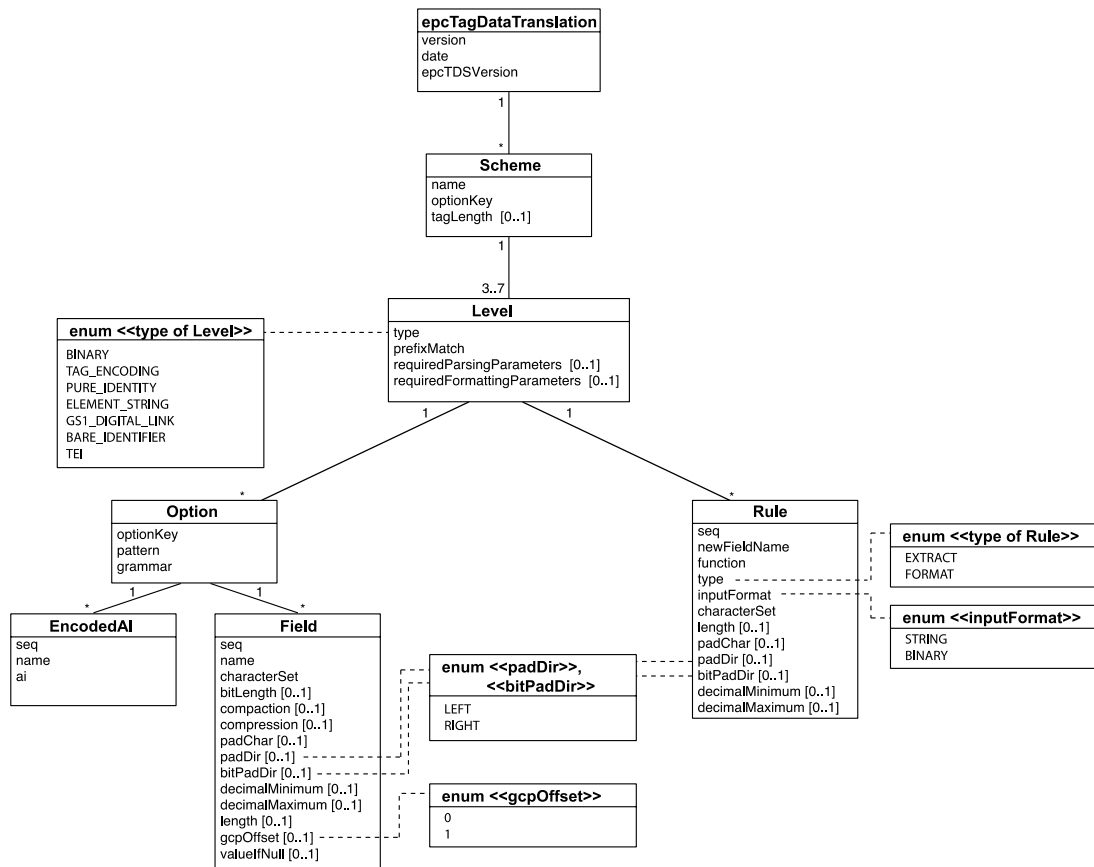 epcTagDataTranslation
version
date
epcTDSVersion
1
*
Scheme
name
optionKey
tagLength [0..1]
1
3..7
Level
type
prefixMatch
requiredParsingParameters [0..1]
requiredFormattingParameters [0..1]
enum <<type of Level>>
BINARY
TAG_ENCODING
PURE_IDENTITY
ELEMENT_STRING
GS1_DIGITAL_LINK
BARE_IDENTIFIER
TEI
1
1
*
*
Option
optionKey
pattern
grammar
1
1
*
*
EncodedAI
seq
name
ai
Field
seq
name
characterSet
bitLength [0..1]
compaction [0..1]
compression [0..1]
padChar [0..1]
padDir [0..1]
bitPadDir [0..1]
decimalMinimum [0..1]
decimalMaximum [0..1]
length [0..1]
gcpOffset [0..1]
valueIfNull [0..1]
enum <<padDir>>,
<<bitPadDir>>
LEFT
RIGHT
enum <<gcpOffset>>
0
1
Rule
seq
newFieldName
function
type
inputFormat
characterSet
length [0..1]
padChar [0..1]
padDir [0..1]
bitPadDir [0..1]
decimalMinimum [0..1]
decimalMaximum [0..1]
enum <<type of Rule>>
EXTRACT
FORMAT
enum <<inputFormat>>
STRING
BINARY